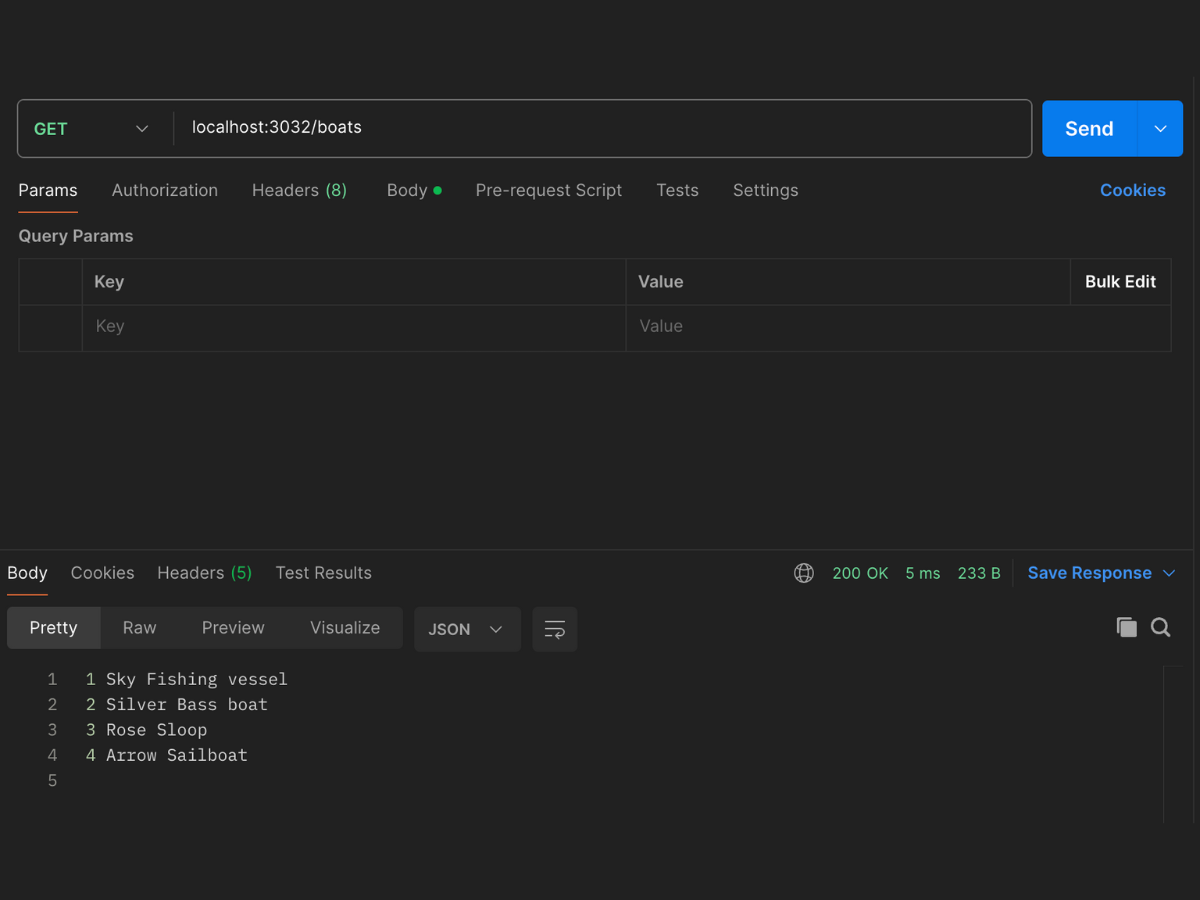 GET localhost:3032/boats Send
Params Authorization Headers (8) Body Pre-request Script Tests Settings Cookies
Query Params
Key Value Bulk Edit
Key Value
Body Cookies Headers (5) Test Results 200 OK 5 ms 233 B Save Response
Pretty Raw Preview Visualize JSON
1 1 Sky Fishing vessel
2 2 Silver Bass boat
3 3 Rose Sloop
4 4 Arrow Sailboat
5